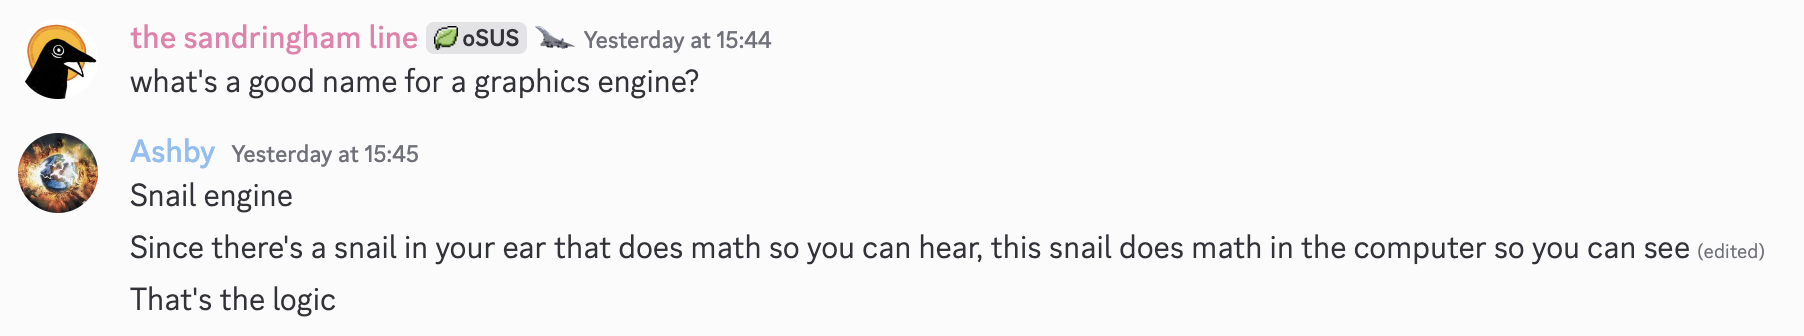 the sandringham line oSUS Yesterday at 15:44
what's a good name for a graphics engine?
Ashby Yesterday at 15:45
Snail engine
Since there's a snail in your ear that does math so you can hear, this snail does math in the computer so you can see (edited)
That's the logic